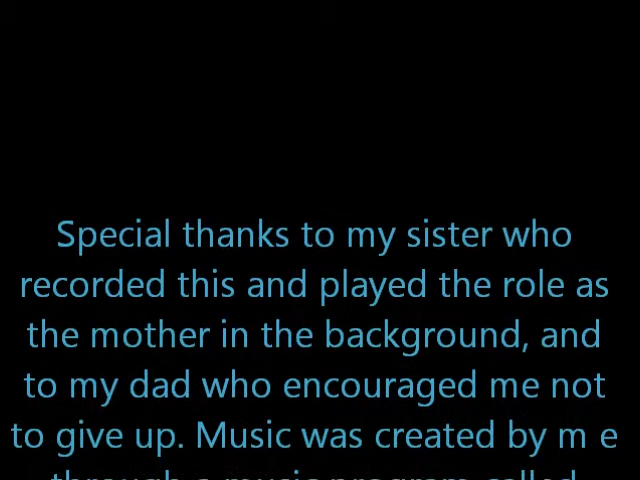 Special thanks to my sister who
recorded this and played the role as
the mother in the background, and
to my dad who encouraged me not
to give up. Music was created by m e
through a music program called